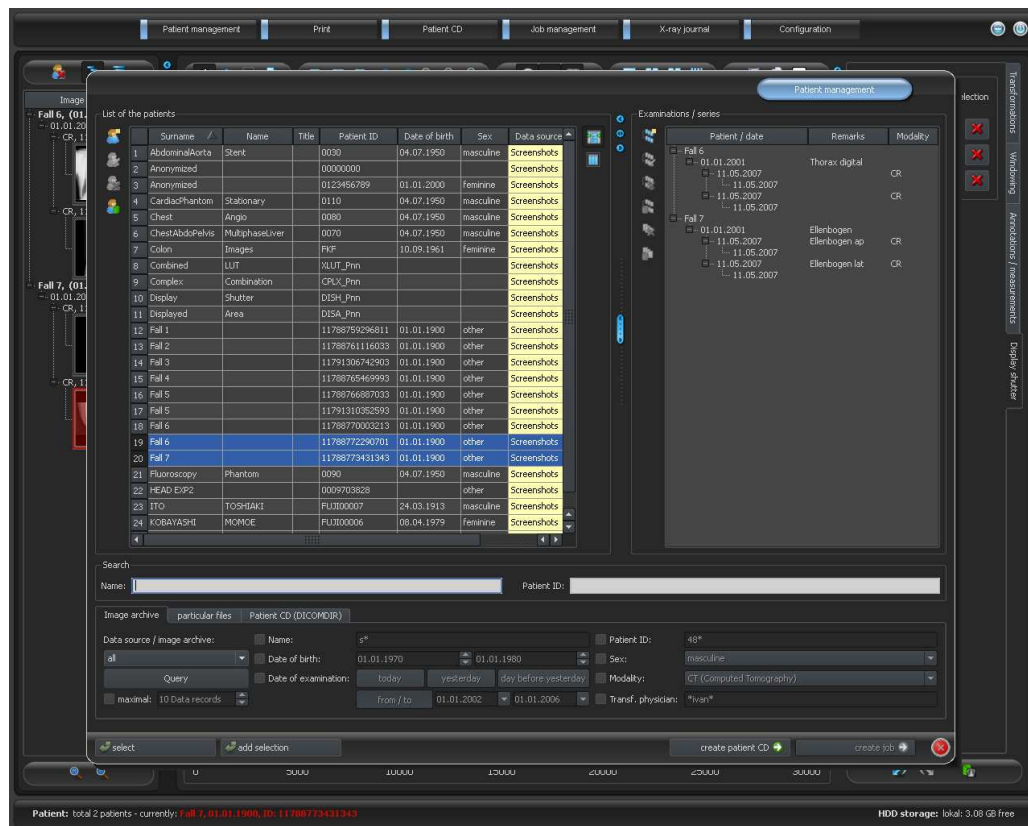 Patient management Print Patient CD Job management X-ray journal Configuration
Patient management
Image
Fall 6, (01.
01.01.20
CR, 1
CR, 1
Fall 7, (01.
01.01.20
CR, 1
CR, 1
List of the patients
Surname Name Title Patient ID Date of birth Sex Data source
1 AbdominalAorta Stent 0030 04.07.1950 masculine Screenshots
2 Anonymized 00000000 Screenshots
3 Anonymized 0123456789 01.01.2000 feminine Screenshots
4 CardiacPhantom Stationary 0110 04.07.1950 masculine Screenshots
5 Chest Angio 0080 04.07.1950 masculine Screenshots
6 ChestAbdoPelvis MultiphaseLiver 0070 04.07.1950 masculine Screenshots
7 Colon Images FKF 10.09.1961 feminine Screenshots
8 Combined LUT XLUT_Pnn Screenshots
9 Complex Combination CPLX_Pnn Screenshots
10 Display Shutter DISH_Pnn Screenshots
11 Displayed Area DISA_Pnn Screenshots
12 Fall 1 11788759296811 01.01.1900 other Screenshots
13 Fall 2 11788761116033 01.01.1900 other Screenshots
14 Fall 3 11791306742903 01.01.1900 other Screenshots
15 Fall 4 11788765469993 01.01.1900 other Screenshots
16 Fall 5 11788766887033 01.01.1900 other Screenshots
17 Fall 5 11791310352593 01.01.1900 other Screenshots
18 Fall 6 11788770003213 01.01.1900 other Screenshots
19 Fall 6 11788772290701 01.01.1900 other Screenshots
20 Fall 7 11788773431343 01.01.1900 other Screenshots
21 Fluoroscopy Phantom 0090 04.07.1950 masculine Screenshots
22 HEAD EXP2 0009703828 other Screenshots
23 ITO TOSHIAKI FUJI00007 24.03.1913 masculine Screenshots
24 KOBAYASHI MOMOE FUJI00006 08.04.1979 feminine Screenshots
Examinations / series
Patient / date Remarks Modality
Fall 6
01.01.2001 Thorax digital
11.05.2007 CR
11.05.2007
11.05.2007 CR
11.05.2007
Fall 7
01.01.2001 Ellenbogen
11.05.2007 Ellenbogen ap CR
11.05.2007 Ellenbogen lat CR
11.05.2007
election
Transformations
Windowing
Annotations / measurements
Display shutter
Search
Name: Patient ID:
Image archive particular files Patient CD (DICOMDIR)
Data source / image archive: Name: s* Patient ID: 48*
all Date of birth: 01.01.1970 01.01.1980 Sex: masculine
Query Date of examination: today yesterday day before yesterday Modality: CT (Computed Tomography)
maximal: 10 Data records from / to 01.01.2002 01.01.2006 Transf. physician: *ivan*
select add selection create patient CD create job
0 5000 10000 15000 20000 25000 30000
Patient: total 2 patients - currently: Fall 7, 01.01.1900, ID: 11788773431343 HDD storage: lokal: 3.08 GB free